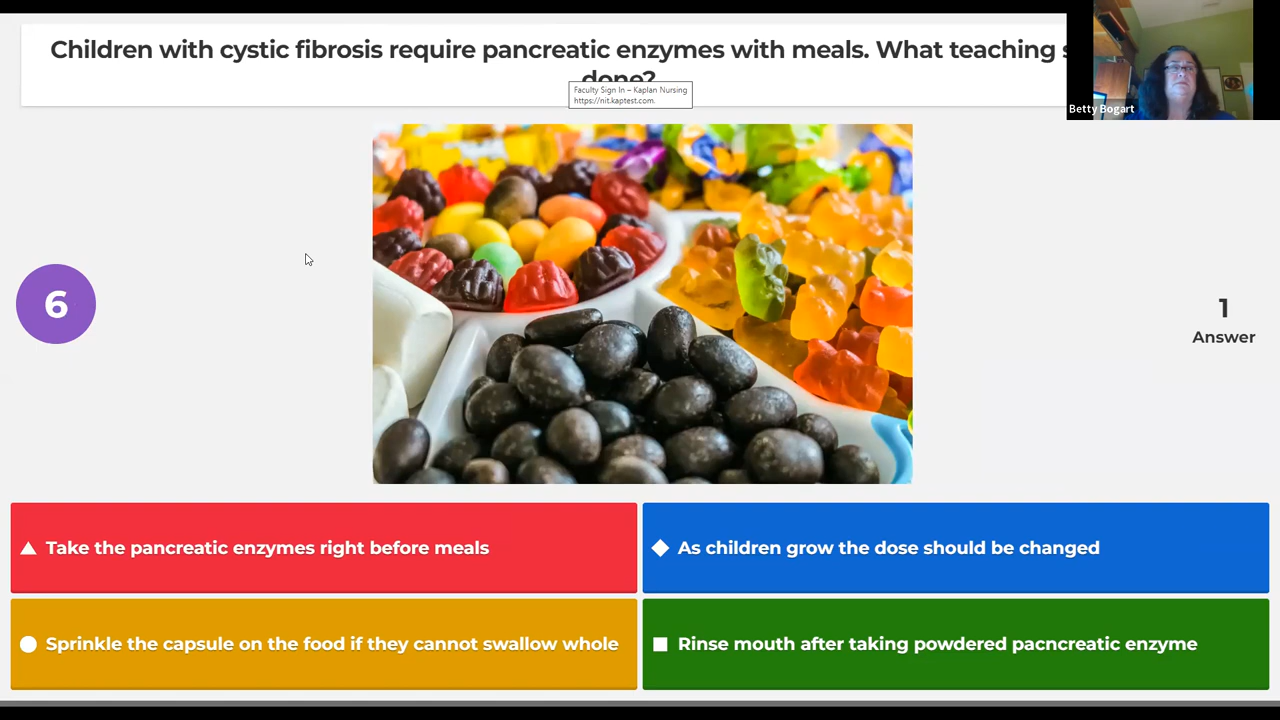 Children with cystic fibrosis require pancreatic enzymes with meals. What teaching
done?
Faculty Sign In – Kaplan Nursing
https://nit.kaptest.com.
Betty Bogart
6
1
Answer
Take the pancreatic enzymes right before meals
As children grow the dose should be changed
Sprinkle the capsule on the food if they cannot swallow whole
Rinse mouth after taking powdered pacncreatic enzyme